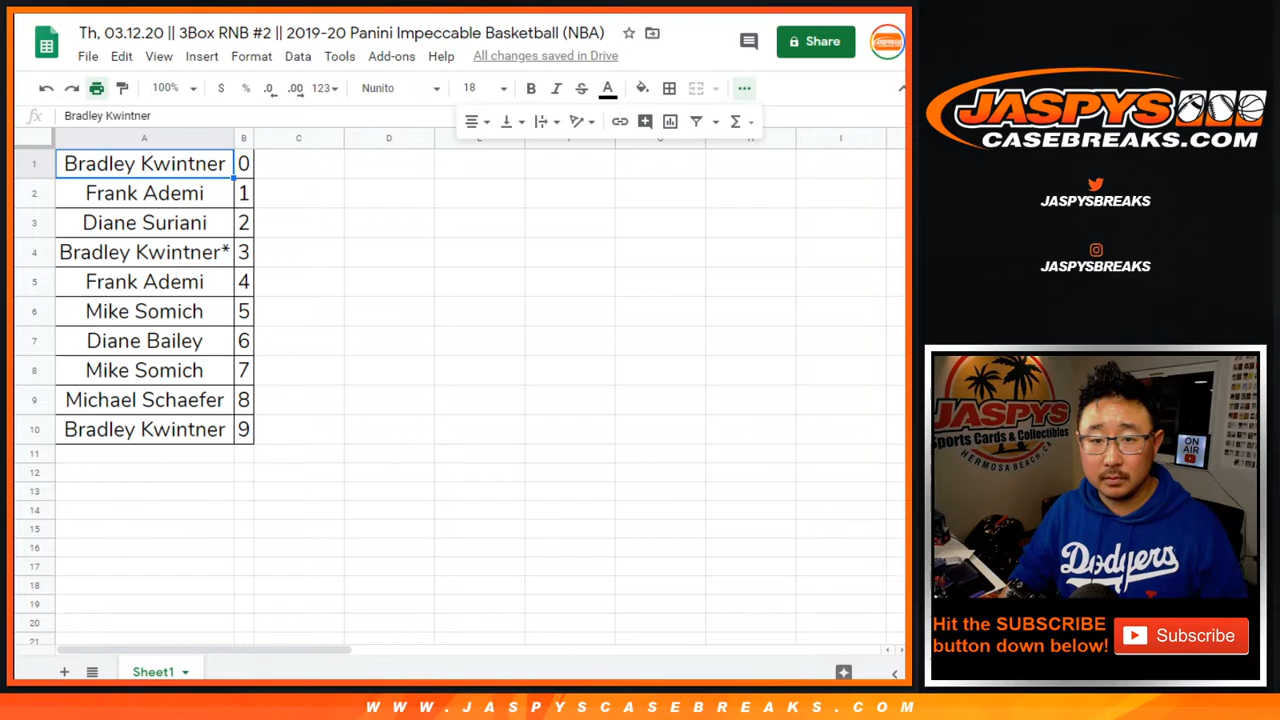 Th, 03.12.20 || 3Box RNB #2 || 2019-20 Panini Impeccable Basketball (NBA)
File Edit View Insert Format Data Tools Add-ons Help All changes saved in Drive
Share
100% $ % .0 .00 123 Nunito 18 B I S A
fx Bradley Kwintner
A B C D E F G H I
1 Bradley Kwintner 0
2 Frank Ademi 1
3 Diane Suriani 2
4 Bradley Kwintner* 3
5 Frank Ademi 4
6 Mike Somich 5
7 Diane Bailey 6
8 Mike Somich 7
9 Michael Schaefer 8
10 Bradley Kwintner 9
11
12
13
14
15
16
17
18
19
20
21
Sheet1
JASPYS
CASEBREAKS.COM
JASPYSBREAKS
JASPYSBREAKS
JASPYS
Sports Cards & Collectibles
HERMOSA BEACH, CA
ON
AIR
Dodgers
Hit the SUBSCRIBE
button down below!
Subscribe
WWW.JASPYSCASEBREAKS.COM